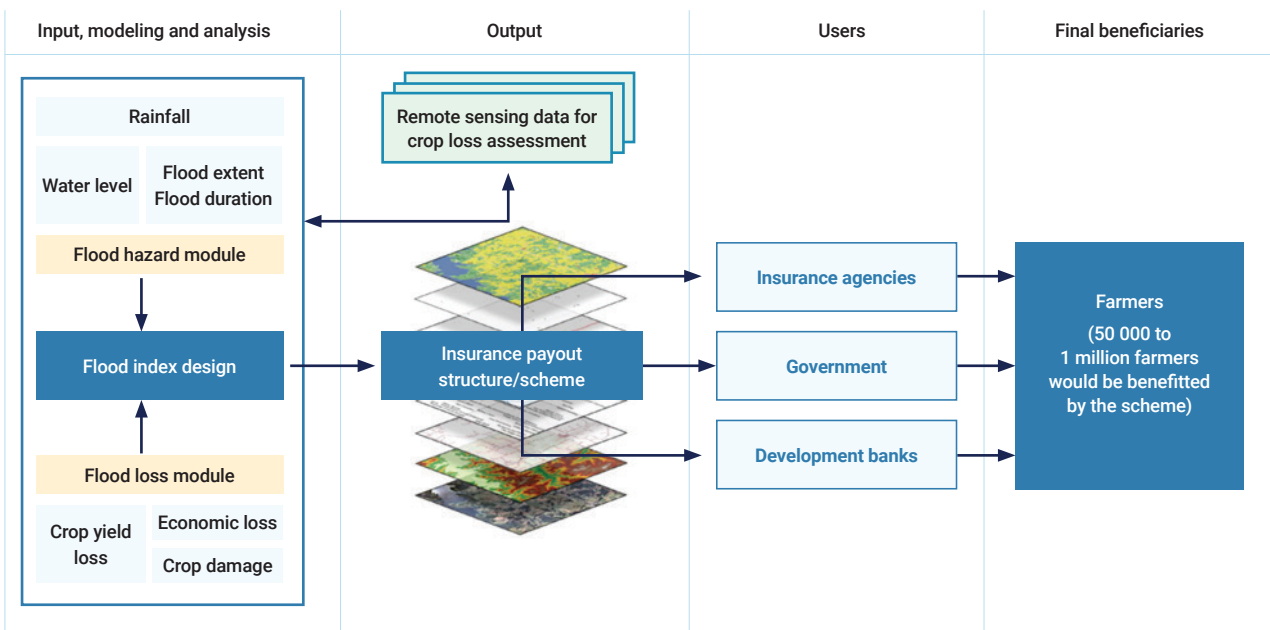 Input, modeling and analysis
Output
Users
Final beneficiaries
Rainfall
Water level
Flood extent
Flood duration
Flood hazard module
Flood index design
Flood loss module
Crop yield
loss
Economic loss
Crop damage
Remote sensing data for
crop loss assessment
Insurance payout
structure/scheme
Insurance agencies
Government
Development banks
Farmers
(50 000 to
1 million farmers
would be benefitted
by the scheme)